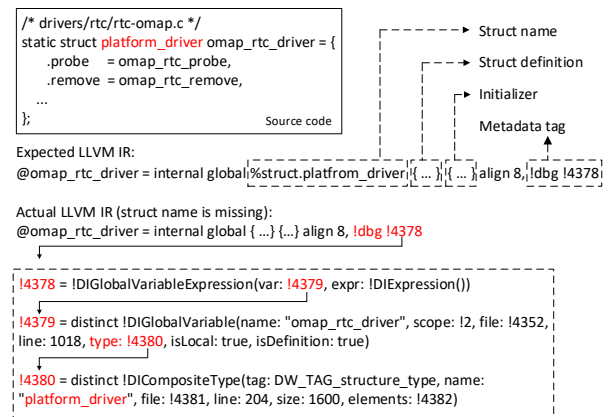 /* drivers/rtc/rtc-omap.c */
static struct platform_driver omap_rtc_driver = {
.probe = omap_rtc_probe,
.remove = omap_rtc_remove,
...
};
Source code
Struct name
Struct definition
Initializer
Metadata tag
Expected LLVM IR:
@omap_rtc_driver = internal global %struct.platfrom_driver { ... } { ... } align 8, !dbg !4378
Actual LLVM IR (struct name is missing):
@omap_rtc_driver = internal global { ...} {...} align 8, !dbg !4378
!4378 = !DIGlobalVariableExpression(var: !4379, expr: !DIExpression())
!4379 = distinct !DIGlobalVariable(name: "omap_rtc_driver", scope: !2, file: !4352,
line: 1018, type: !4380, isLocal: true, isDefinition: true)
!4380 = distinct !DICompositeType(tag: DW_TAG_structure_type, name:
"platform_driver", file: !4381, line: 204, size: 1600, elements: !4382)